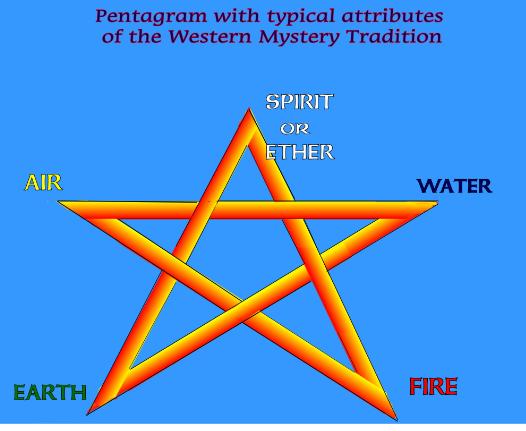 Pentagram with typical attributes
of the Western Mystery Tradition
SPIRIT
OR
ETHER
AIR
WATER
EARTH
FIRE